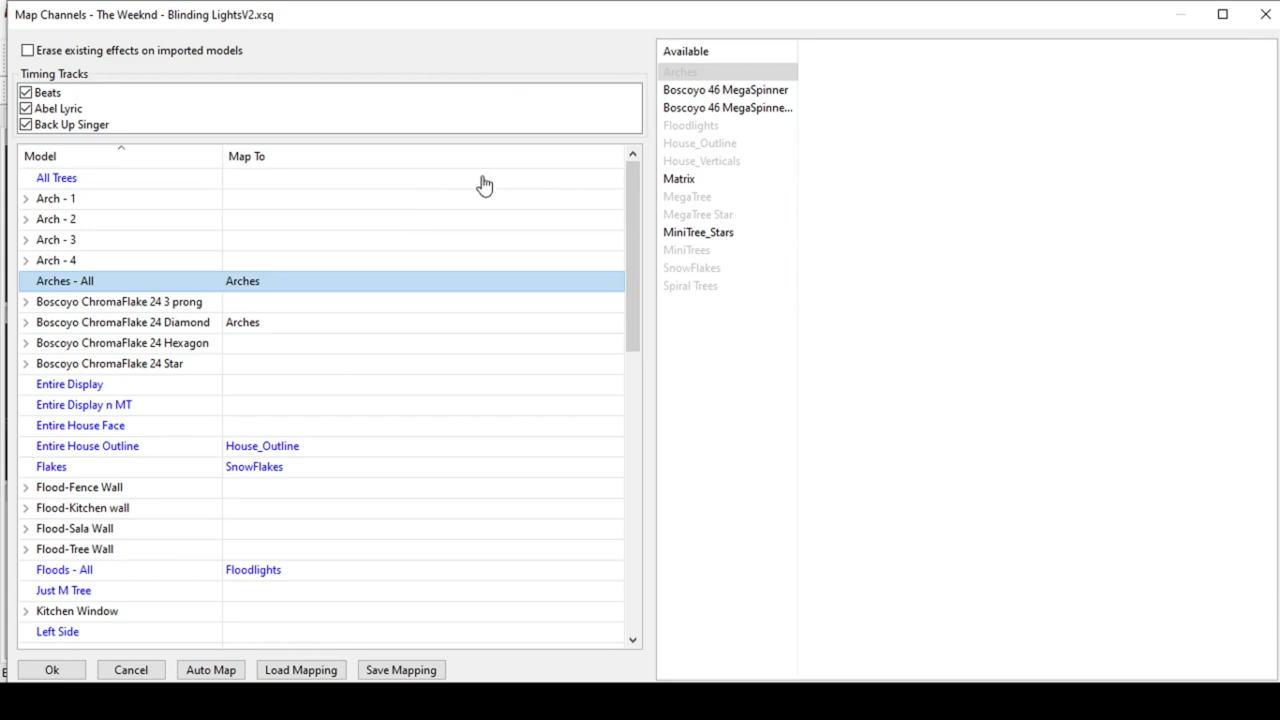 Map Channels - The Weeknd - Blinding LightsV2.xsq
Erase existing effects on imported models
Timing Tracks
Beats
Abel Lyric
Back Up Singer
Model Map To
All Trees
Arch - 1
Arch - 2
Arch - 3
Arch - 4
Arches - All Arches
Boscoyo ChromaFlake 24 3 prong
Boscoyo ChromaFlake 24 Diamond Arches
Boscoyo ChromaFlake 24 Hexagon
Boscoyo ChromaFlake 24 Star
Entire Display
Entire Display n MT
Entire House Face
Entire House Outline House_Outline
Flakes SnowFlakes
Flood-Fence Wall
Flood-Kitchen wall
Flood-Sala Wall
Flood-Tree Wall
Floods - All Floodlights
Just M Tree
Kitchen Window
Left Side
Ok Cancel Auto Map Load Mapping Save Mapping
Available
Arches
Boscoyo 46 MegaSpinner
Boscoyo 46 MegaSpinne...
Floodlights
House_Outline
House_Verticals
Matrix
MegaTree
MegaTree Star
MiniTree_Stars
MiniTrees
SnowFlakes
Spiral Trees